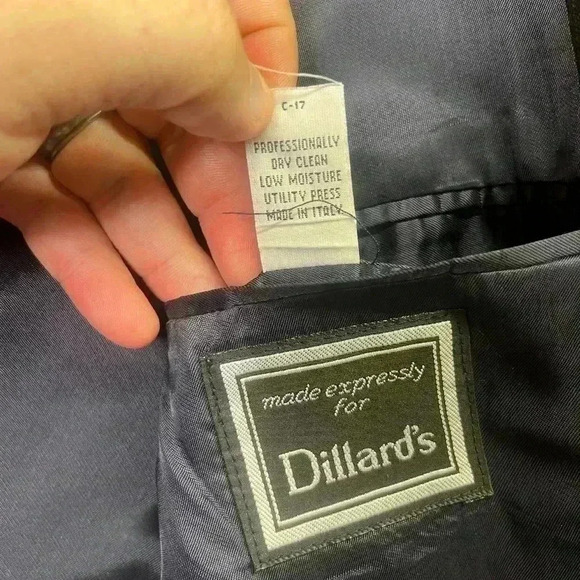 C-17
PROFESSIONALLY
DRY CLEAN
LOW MOISTURE
UTILITY PRESS
MADE IN ITALY
made expressly
for
Dillard's